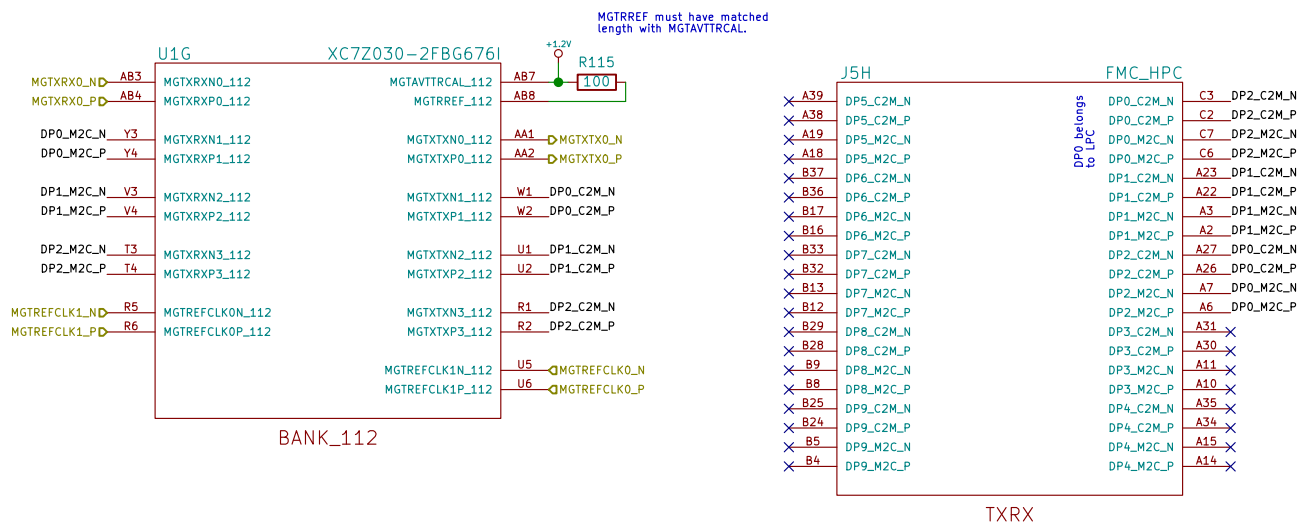 MGTRREF must have matched
length with MGTAVTTRCAL.
U1G XC7Z030-2FBG676I
+1.2V
R115
100
MGTXRX0_N AB3 MGTXRXN0_112 MGTAVTTRCAL_112 AB7
MGTXRX0_P AB4 MGTXRXP0_112 MGTRREF_112 AB8
DP0_M2C_N Y3 MGTXRXN1_112 MGTXTXN0_112 AA1 MGTXTX0_N
DP0_M2C_P Y4 MGTXRXP1_112 MGTXTXP0_112 AA2 MGTXTX0_P
DP1_M2C_N V3 MGTXRXN2_112 MGTXTXN1_112 W1 DP0_C2M_N
DP1_M2C_P V4 MGTXRXP2_112 MGTXTXP1_112 W2 DP0_C2M_P
DP2_M2C_N T3 MGTXRXN3_112 MGTXTXN2_112 U1 DP1_C2M_N
DP2_M2C_P T4 MGTXRXP3_112 MGTXTXP2_112 U2 DP1_C2M_P
MGTREFCLK1_N R5 MGTREFCLK0N_112 MGTXTXN3_112 R1 DP2_C2M_N
MGTREFCLK1_P R6 MGTREFCLK0P_112 MGTXTXP3_112 R2 DP2_C2M_P
MGTREFCLK1N_112 U5 MGTREFCLK0_N
MGTREFCLK1P_112 U6 MGTREFCLK0_P
BANK_112
J5H FMC_HPC
DP0 belongs
to LPC
A39 DP5_C2M_N DP0_C2M_N C3 DP2_C2M_N
A38 DP5_C2M_P DP0_C2M_P C2 DP2_C2M_P
A19 DP5_M2C_N DP0_M2C_N C7 DP2_M2C_N
A18 DP5_M2C_P DP0_M2C_P C6 DP2_M2C_P
B37 DP6_C2M_N DP1_C2M_N A23 DP1_C2M_N
B36 DP6_C2M_P DP1_C2M_P A22 DP1_C2M_P
B17 DP6_M2C_N DP1_M2C_N A3 DP1_M2C_N
B16 DP6_M2C_P DP1_M2C_P A2 DP1_M2C_P
B33 DP7_C2M_N DP2_C2M_N A27 DP0_C2M_N
B32 DP7_C2M_P DP2_C2M_P A26 DP0_C2M_P
B13 DP7_M2C_N DP2_M2C_N A7 DP0_M2C_N
B12 DP7_M2C_P DP2_M2C_P A6 DP0_M2C_P
B29 DP8_C2M_N DP3_C2M_N A31
B28 DP8_C2M_P DP3_C2M_P A30
B9 DP8_M2C_N DP3_M2C_N A11
B8 DP8_M2C_P DP3_M2C_P A10
B25 DP9_C2M_N DP4_C2M_N A35
B24 DP9_C2M_P DP4_C2M_P A34
B5 DP9_M2C_N DP4_M2C_N A15
B4 DP9_M2C_P DP4_M2C_P A14
TXRX